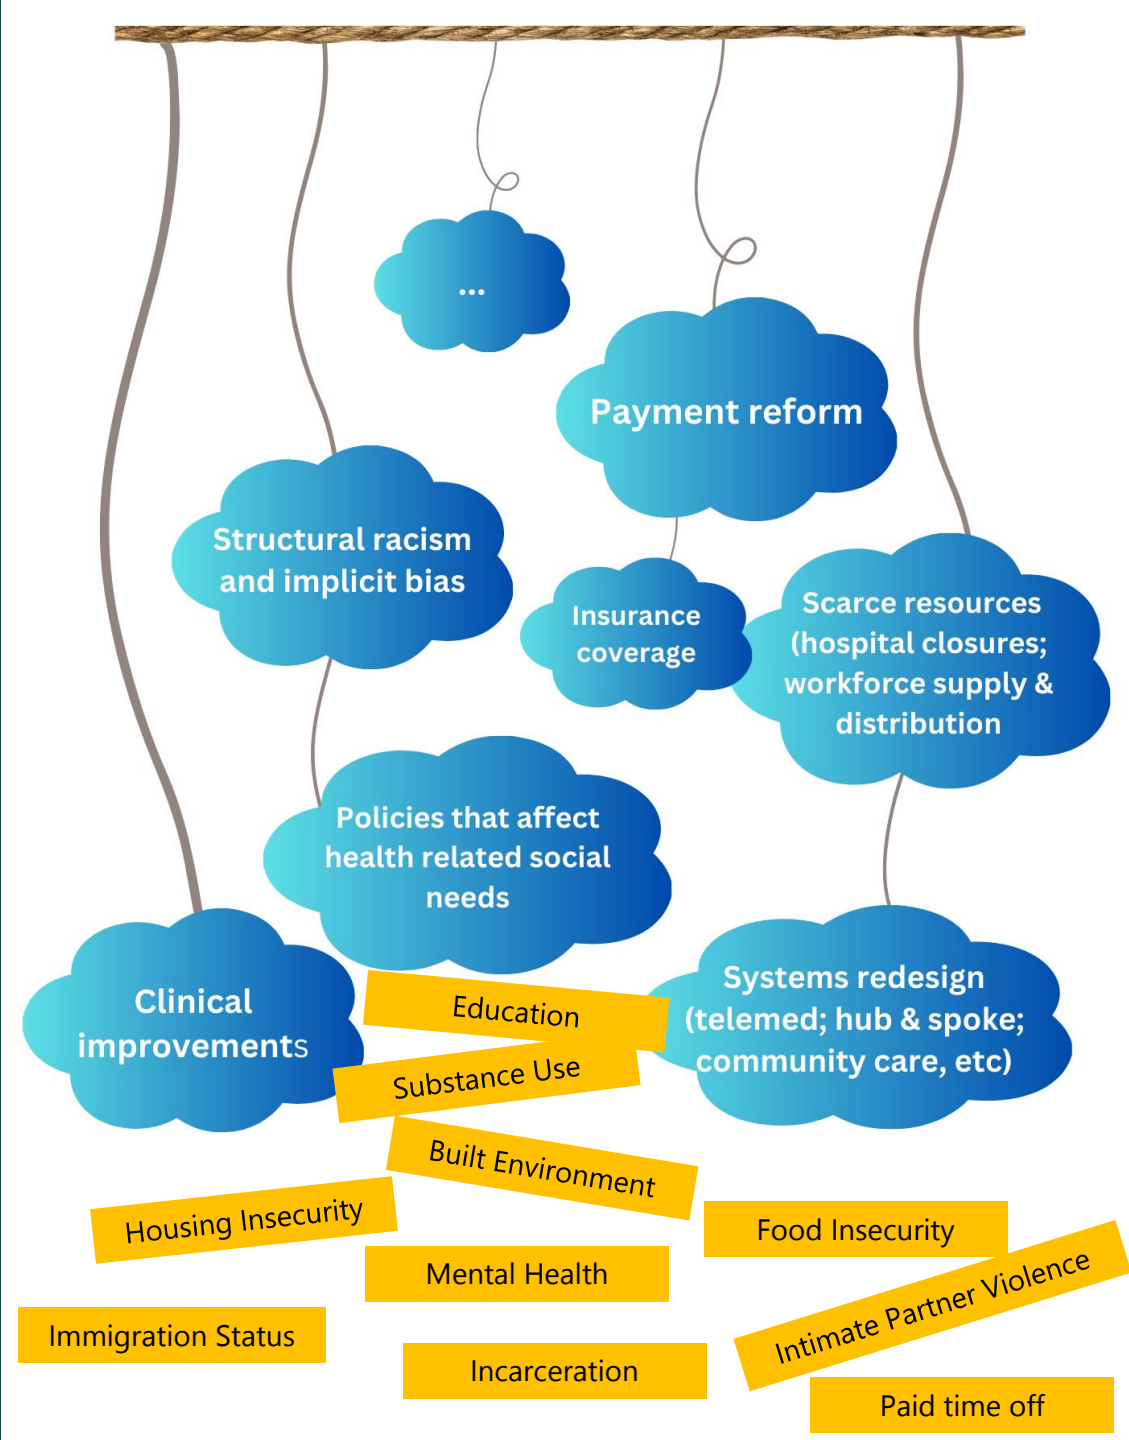 ...
Payment reform
Structural racism
and implicit bias
Insurance
coverage
Scarce resources
(hospital closures;
workforce supply &
distribution
Policies that affect
health related social
needs
Clinical
improvements
Systems redesign
(telemed; hub & spoke;
community care, etc)
Education
Substance Use
Built Environment
Housing Insecurity
Food Insecurity
Mental Health
Intimate Partner Violence
Immigration Status
Incarceration
Paid time off